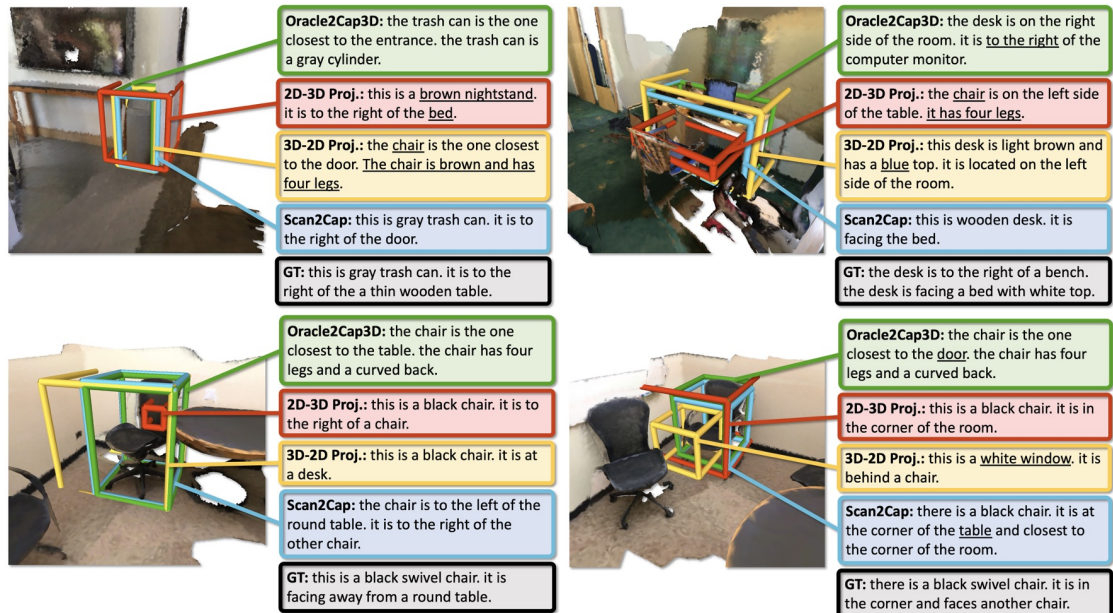 Oracle2Cap3D: the trash can is the one
closest to the entrance. the trash can is
a gray cylinder.
2D-3D Proj.: this is a brown nightstand.
it is to the right of the bed.
3D-2D Proj.: the chair is the one closest
to the door. The chair is brown and has
four legs.
Scan2Cap: this is gray trash can. it is to
the right of the door.
GT: this is gray trash can. it is to the
right of the a thin wooden table.
Oracle2Cap3D: the desk is on the right
side of the room. it is to the right of the
computer monitor.
2D-3D Proj.: the chair is on the left side
of the table. it has four legs.
3D-2D Proj.: this desk is light brown and
has a blue top. it is located on the left
side of the room.
Scan2Cap: this is wooden desk. it is
facing the bed.
GT: the desk is to the right of a bench.
the desk is facing a bed with white top.
Oracle2Cap3D: the chair is the one
closest to the table. the chair has four
legs and a curved back.
2D-3D Proj.: this is a black chair. it is to
the right of a chair.
3D-2D Proj.: this is a black chair. it is at
a desk.
Scan2Cap: the chair is to the left of the
round table. it is to the right of the
other chair.
GT: this is a black swivel chair. it is
facing away from a round table.
Oracle2Cap3D: the chair is the one
closest to the door. the chair has four
legs and a curved back.
2D-3D Proj.: this is a black chair. it is in
the corner of the room.
3D-2D Proj.: this is a white window. it is
behind a chair.
Scan2Cap: there is a black chair. it is at
the corner of the table and closest to
the corner of the room.
GT: there is a black swivel chair. it is in
the corner and faces another chair.